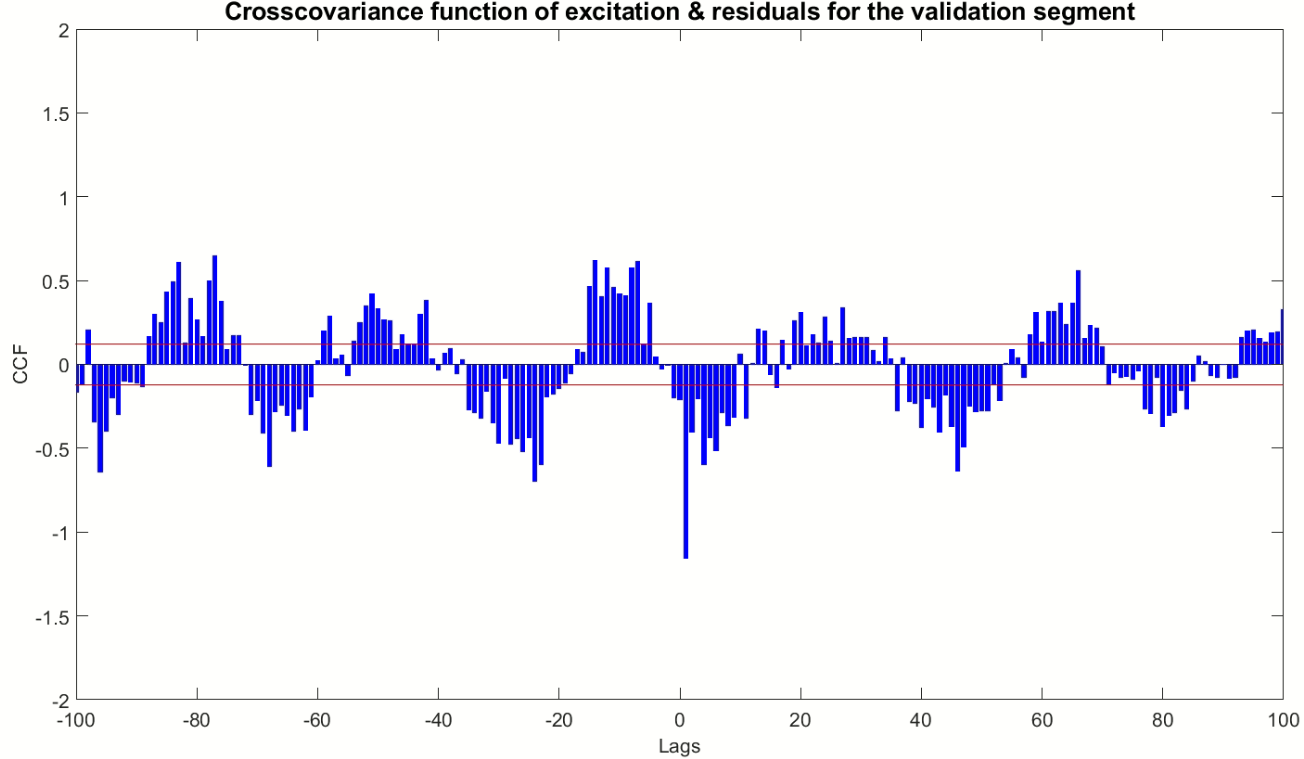 Crosscovariance function of excitation & residuals for the validation segment
2
1.5
1
0.5
0
-0.5
-1
-1.5
-2
CCF
-100 -80 -60 -40 -20 0 20 40 60 80 100
Lags